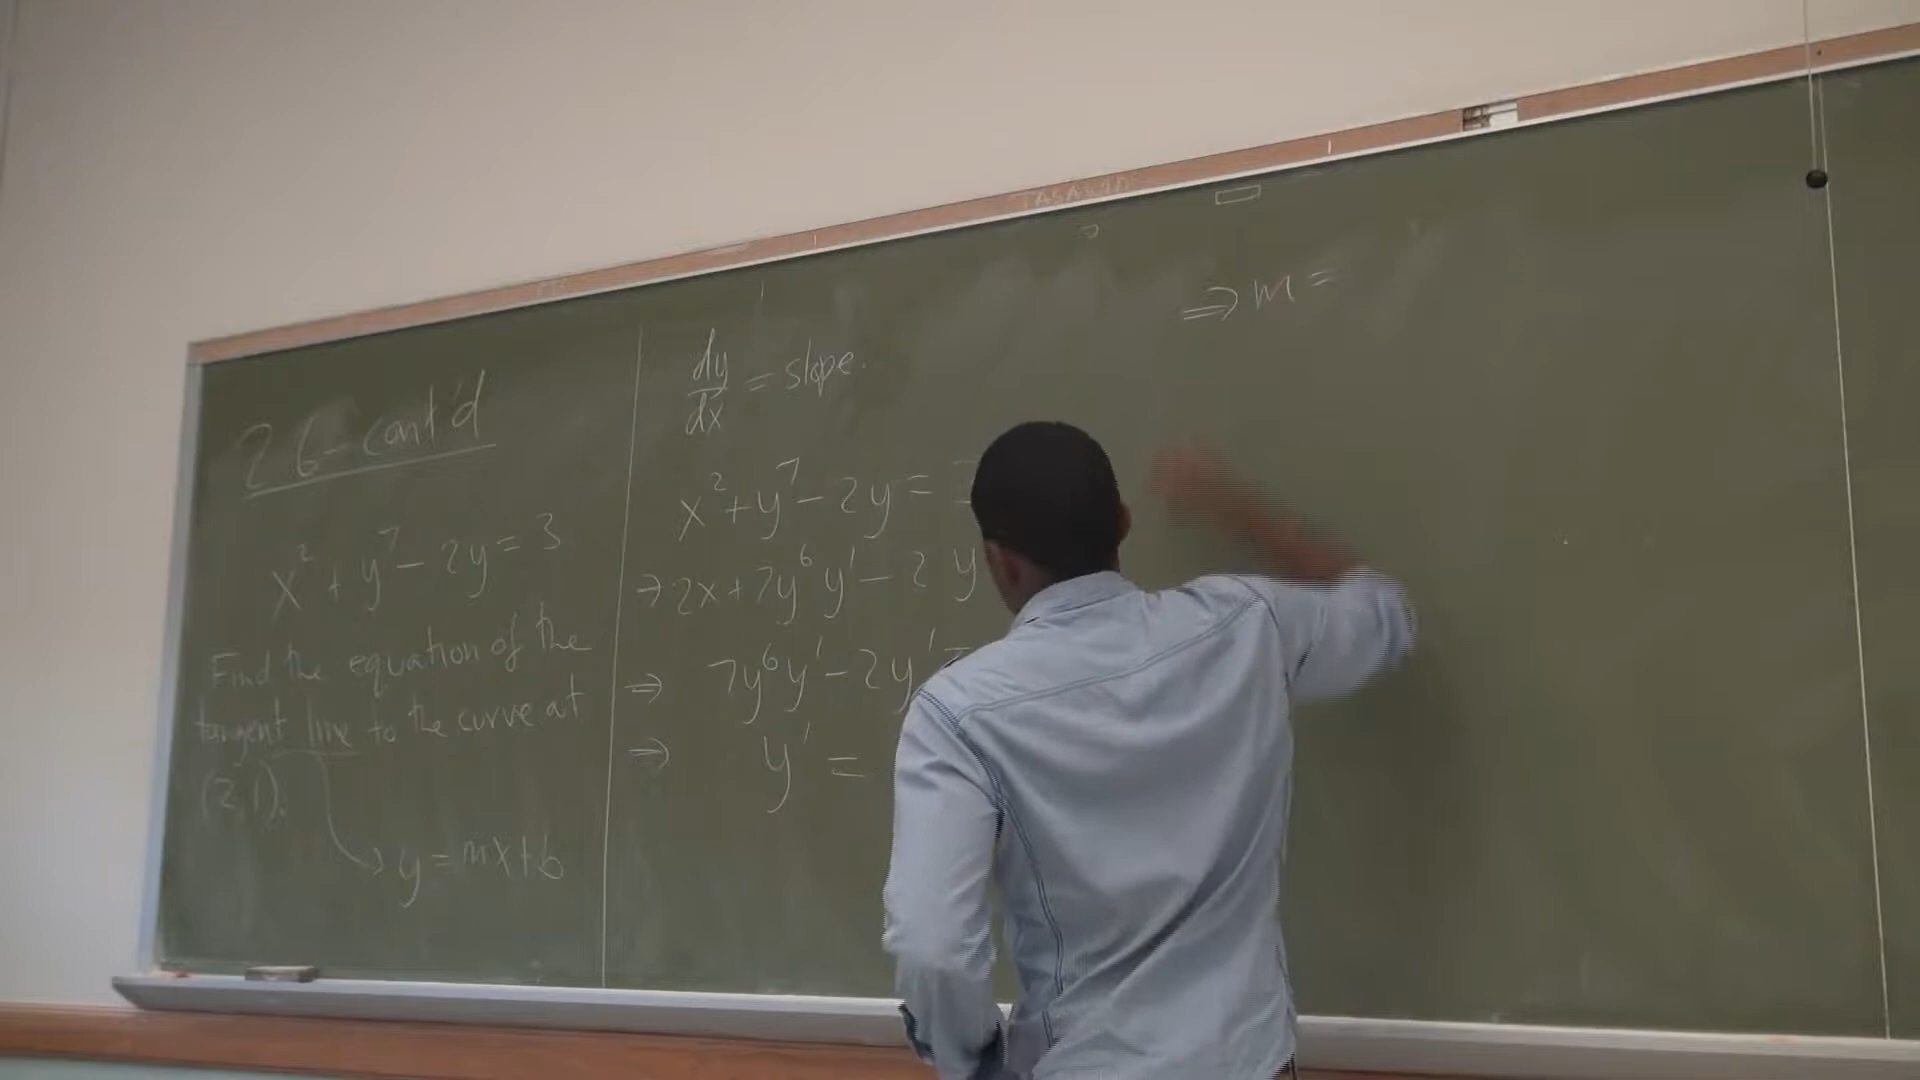 2.6-cont'd
x² + y⁷ - 2y = 3
Find the equation of the
tangent line to the curve at
(2,1).
→ y = mx+b
dy/dx = slope.
x² + y⁷ - 2y =
⇒ 2x + 7y⁶y' - 2y
⇒ 7y⁶y' - 2y' =
⇒ y' =
⇒ m =